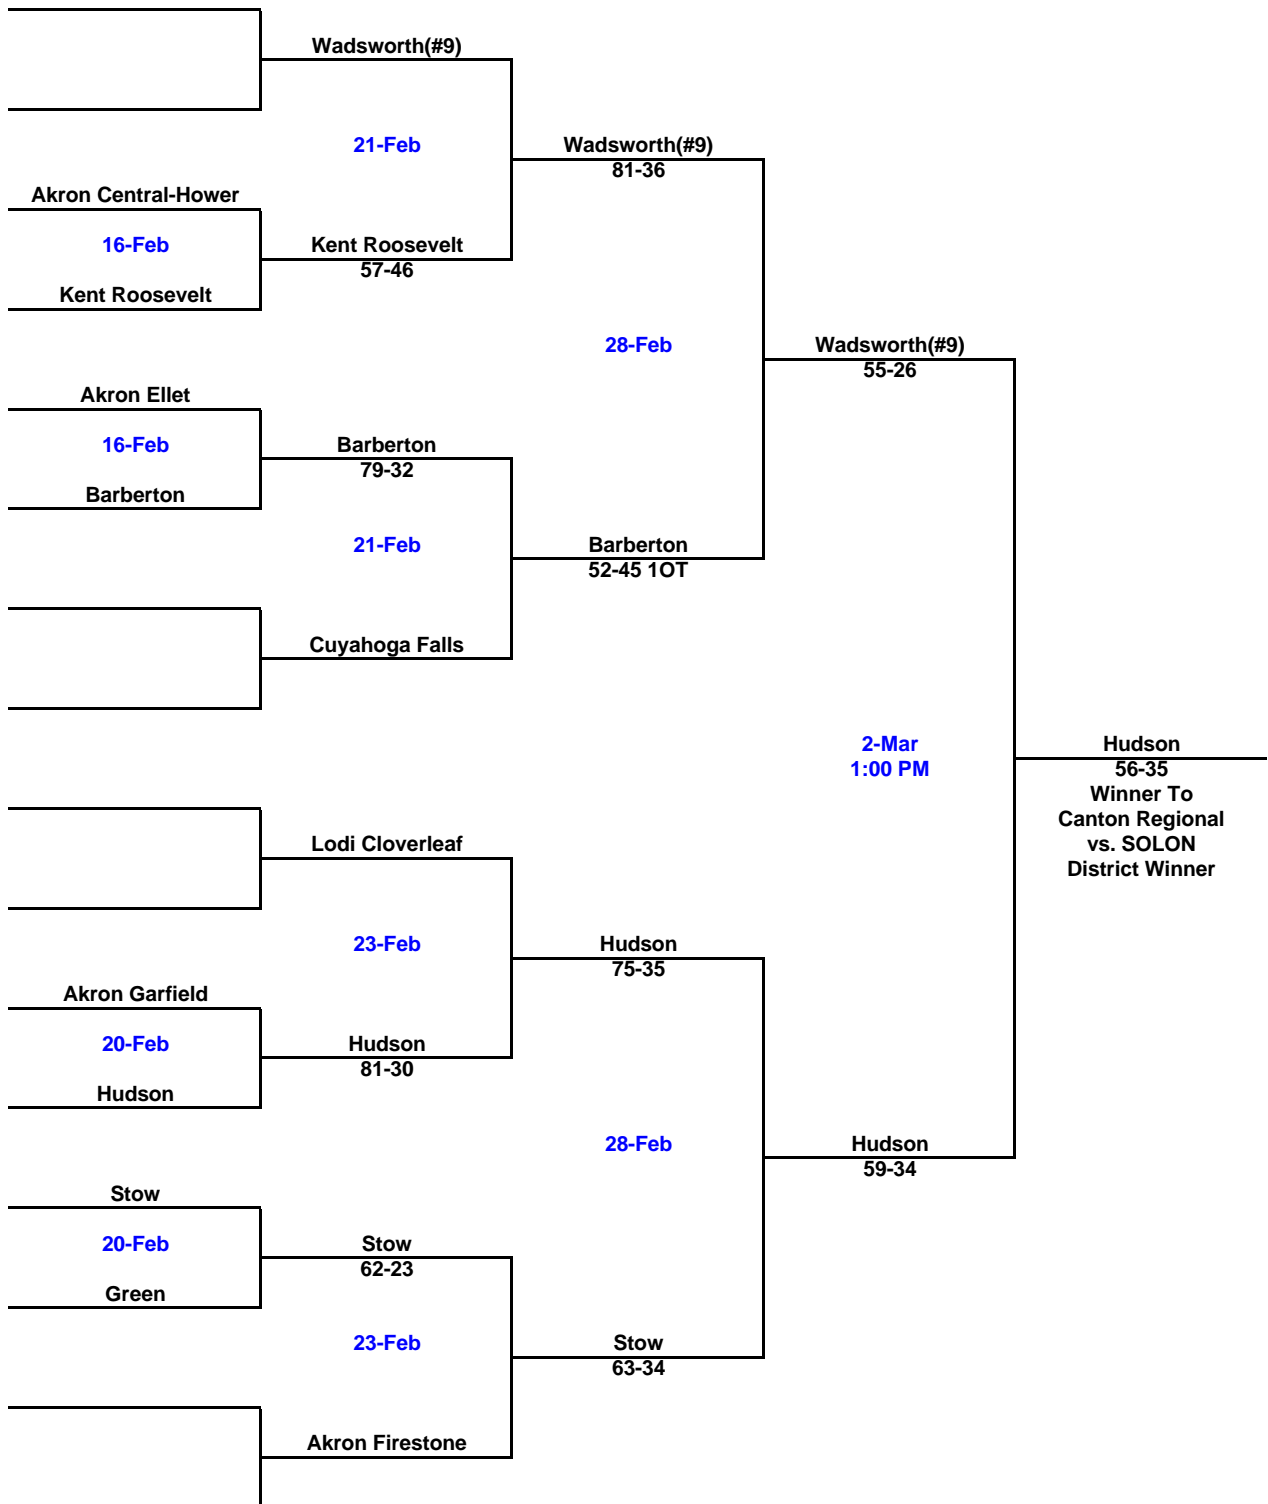 Wadsworth(#9)
21-Feb
Wadsworth(#9)
81-36
Akron Central-Hower
16-Feb
Kent Roosevelt
57-46
Kent Roosevelt
28-Feb
Wadsworth(#9)
55-26
Akron Ellet
16-Feb
Barberton
79-32
Barberton
21-Feb
Barberton
52-45 1OT
Cuyahoga Falls
2-Mar
1:00 PM
Hudson
56-35
Winner To
Canton Regional
vs. SOLON
District Winner
Lodi Cloverleaf
23-Feb
Hudson
75-35
Akron Garfield
20-Feb
Hudson
81-30
Hudson
28-Feb
Hudson
59-34
Stow
20-Feb
Stow
62-23
Green
23-Feb
Stow
63-34
Akron Firestone